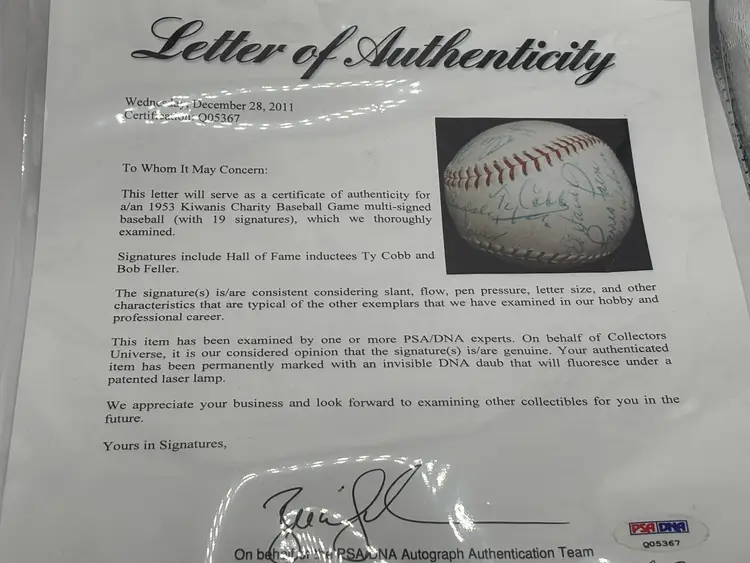 Letter of Authenticity
Wednesday, December 28, 2011
Certification: Q05367
To Whom It May Concern:
This letter will serve as a certificate of authenticity for
a/an 1953 Kiwanis Charity Baseball Game multi-signed
baseball (with 19 signatures), which we thoroughly
examined.
Signatures include Hall of Fame inductees Ty Cobb and
Bob Feller.
The signature(s) is/are consistent considering slant, flow, pen pressure, letter size, and other
characteristics that are typical of the other exemplars that we have examined in our hobby and
professional career.
This item has been examined by one or more PSA/DNA experts. On behalf of Collectors
Universe, it is our considered opinion that the signature(s) is/are genuine. Your authenticated
item has been permanently marked with an invisible DNA daub that will fluoresce under a
patented laser lamp.
We appreciate your business and look forward to examining other collectibles for you in the
future.
Yours in Signatures,
On behalf of the PSA/DNA Autograph Authentication Team
PSA DNA
Q05367
Ty Cobb